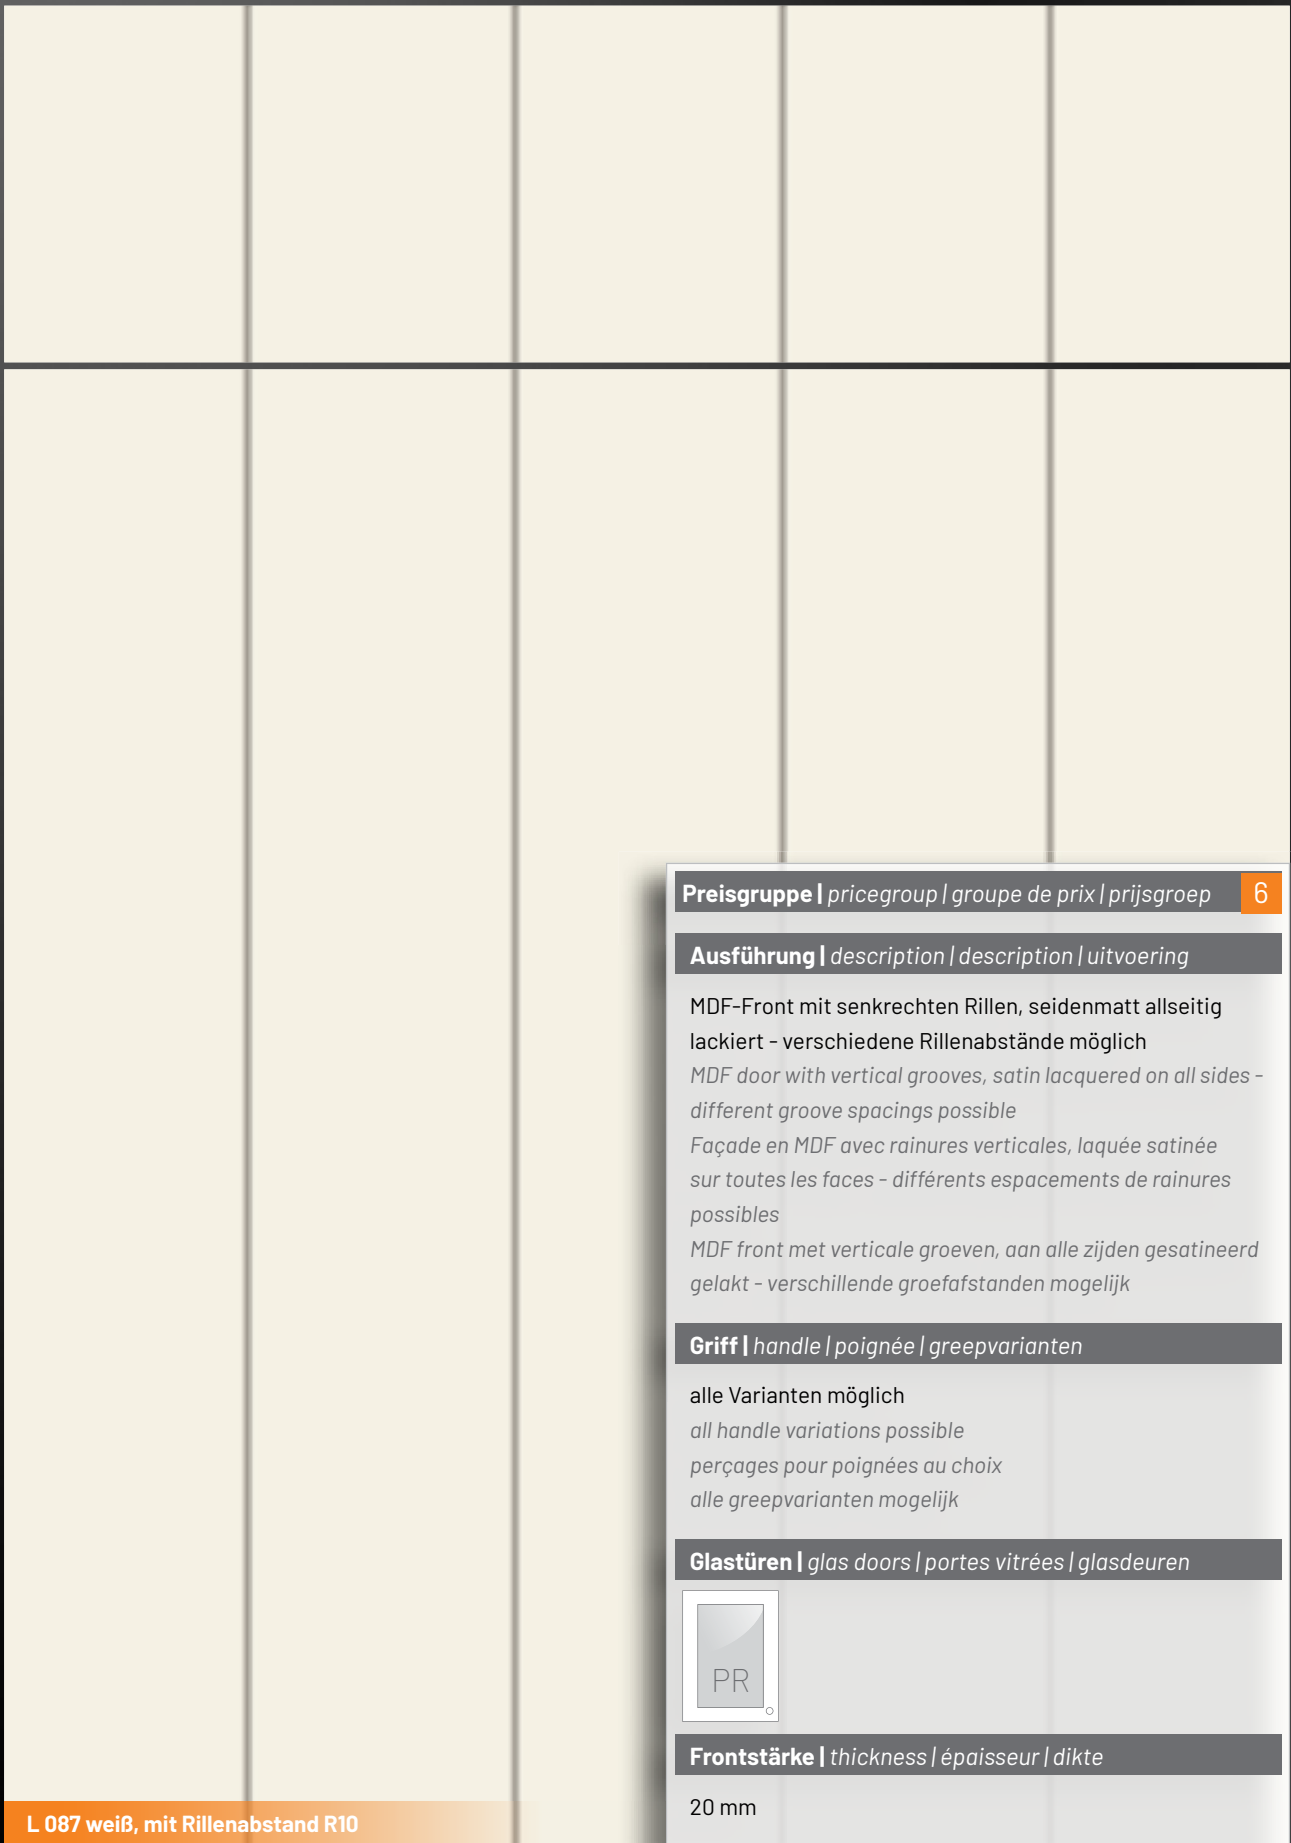 Preisgruppe | pricegroup | groupe de prix | prijsgroep 6
Ausführung | description | description | uitvoering
MDF-Front mit senkrechten Rillen, seidenmatt allseitig
lackiert - verschiedene Rillenabstände möglich
MDF door with vertical grooves, satin lacquered on all sides -
different groove spacings possible
Façade en MDF avec rainures verticales, laquée satinée
sur toutes les faces - différents espacements de rainures
possibles
MDF front met verticale groeven, aan alle zijden gesatineerd
gelakt - verschillende groefafstanden mogelijk
Griff | handle | poignée | greepvarianten
alle Varianten möglich
all handle variations possible
perçages pour poignées au choix
alle greepvarianten mogelijk
Glastüren | glas doors | portes vitrées | glasdeuren
PR
Frontstärke | thickness | épaisseur | dikte
20 mm
L 087 weiß, mit Rillenabstand R10